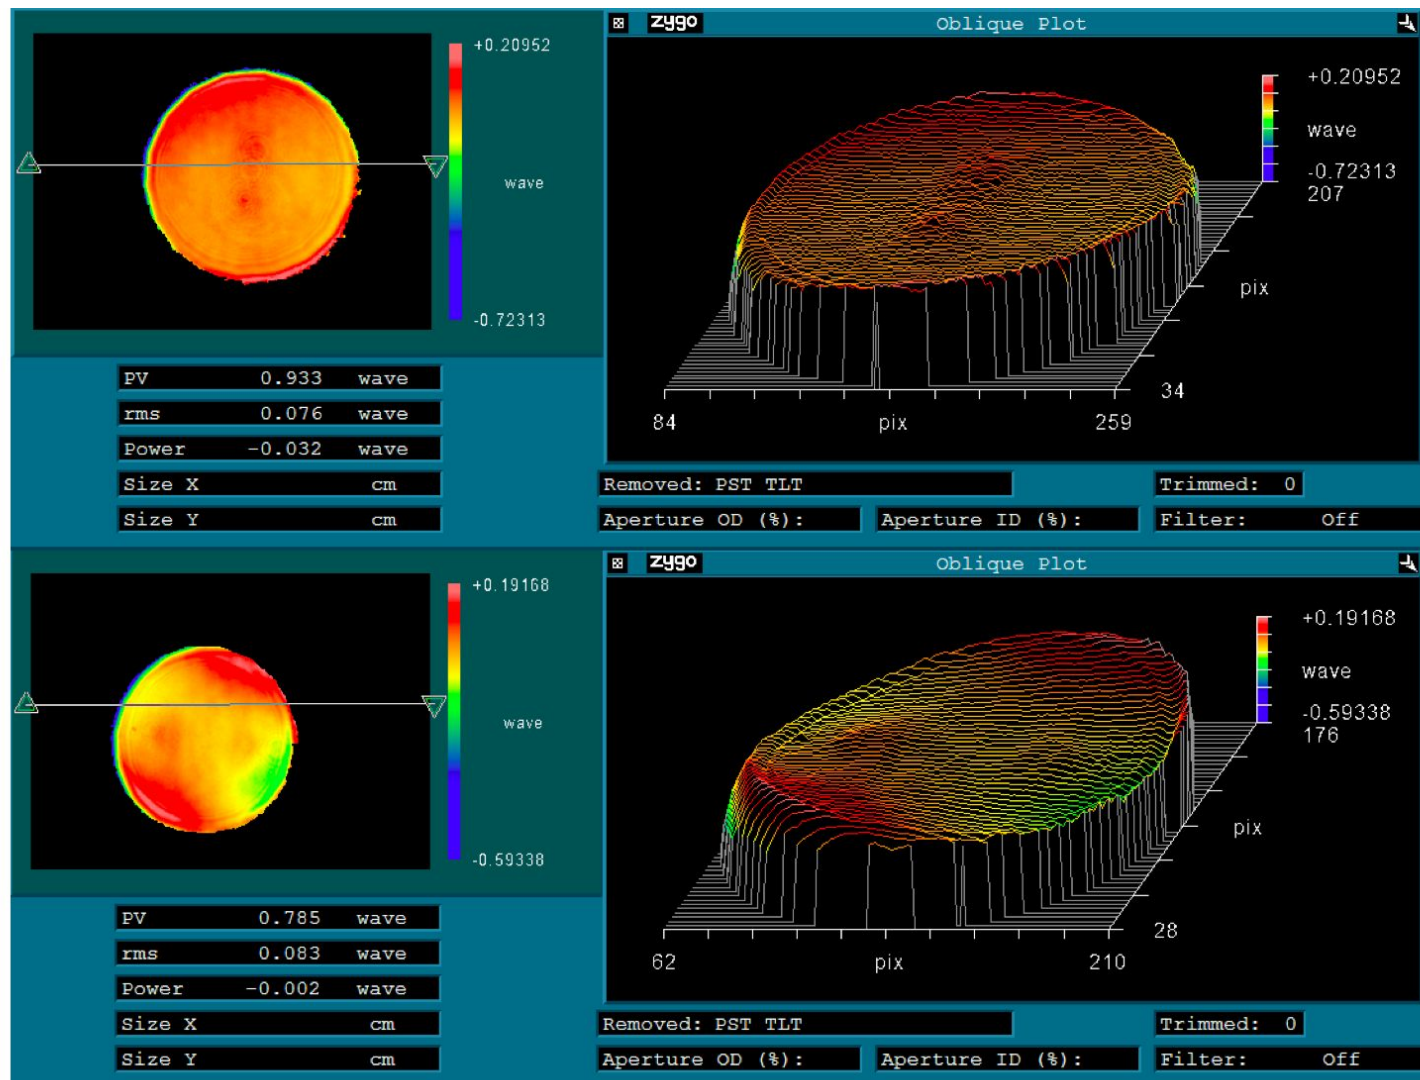 +0.20952
wave
-0.72313
PV 0.933 wave
rms 0.076 wave
Power -0.032 wave
Size X cm
Size Y cm
zygo Oblique Plot
+0.20952
wave
-0.72313
207
pix
34
84 pix 259
Removed: PST TLT Trimmed: 0
Aperture OD (%): Aperture ID (%): Filter: Off
+0.19168
wave
-0.59338
PV 0.785 wave
rms 0.083 wave
Power -0.002 wave
Size X cm
Size Y cm
zygo Oblique Plot
+0.19168
wave
-0.59338
176
pix
28
62 pix 210
Removed: PST TLT Trimmed: 0
Aperture OD (%): Aperture ID (%): Filter: Off